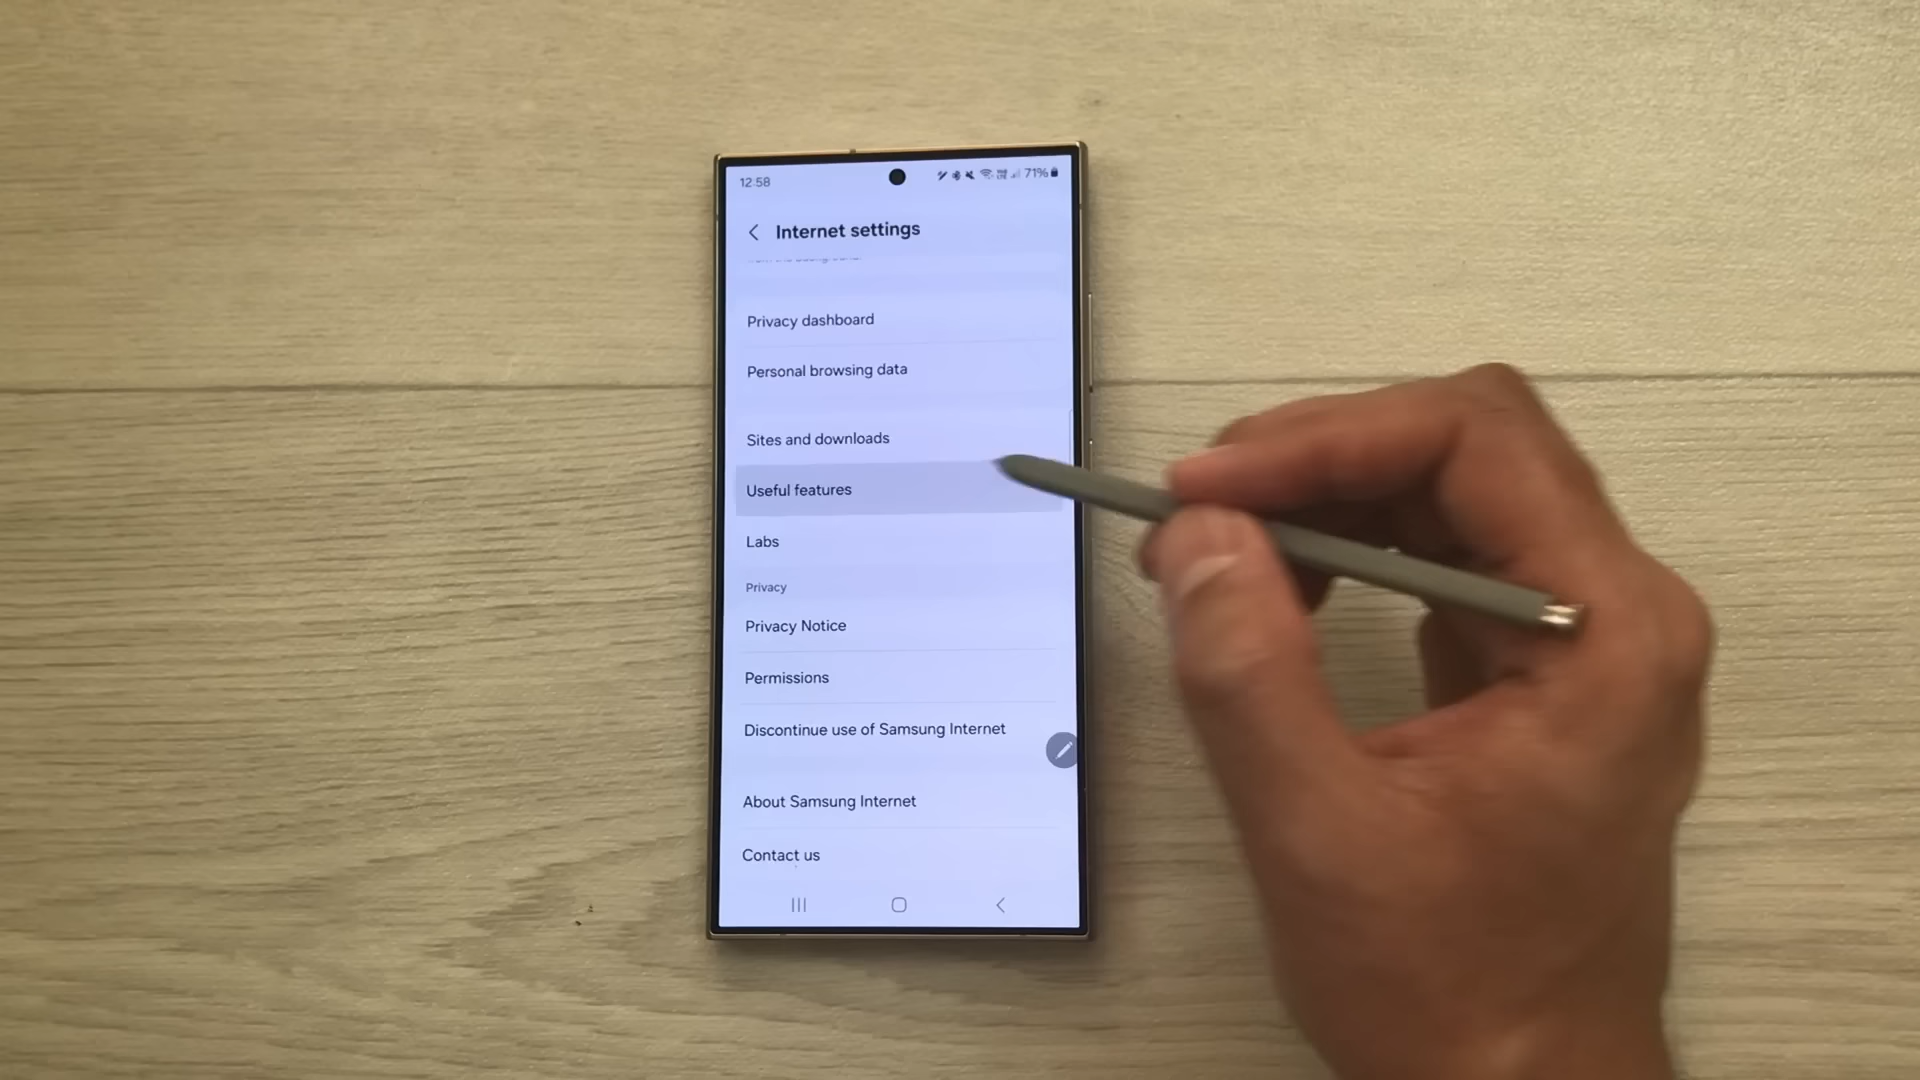 12:58
71%
Internet settings
Privacy dashboard
Personal browsing data
Sites and downloads
Useful features
Labs
Privacy
Privacy Notice
Permissions
Discontinue use of Samsung Internet
About Samsung Internet
Contact us